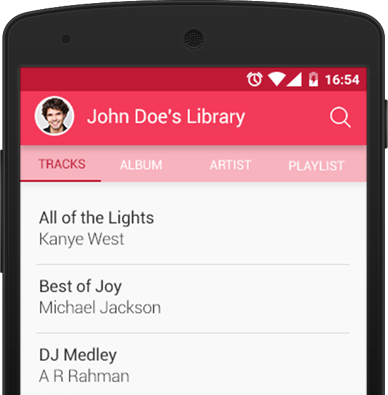 16:54
John Doe's Library
TRACKS ALBUM ARTIST PLAYLIST
All of the Lights
Kanye West
Best of Joy
Michael Jackson
DJ Medley
A R Rahman